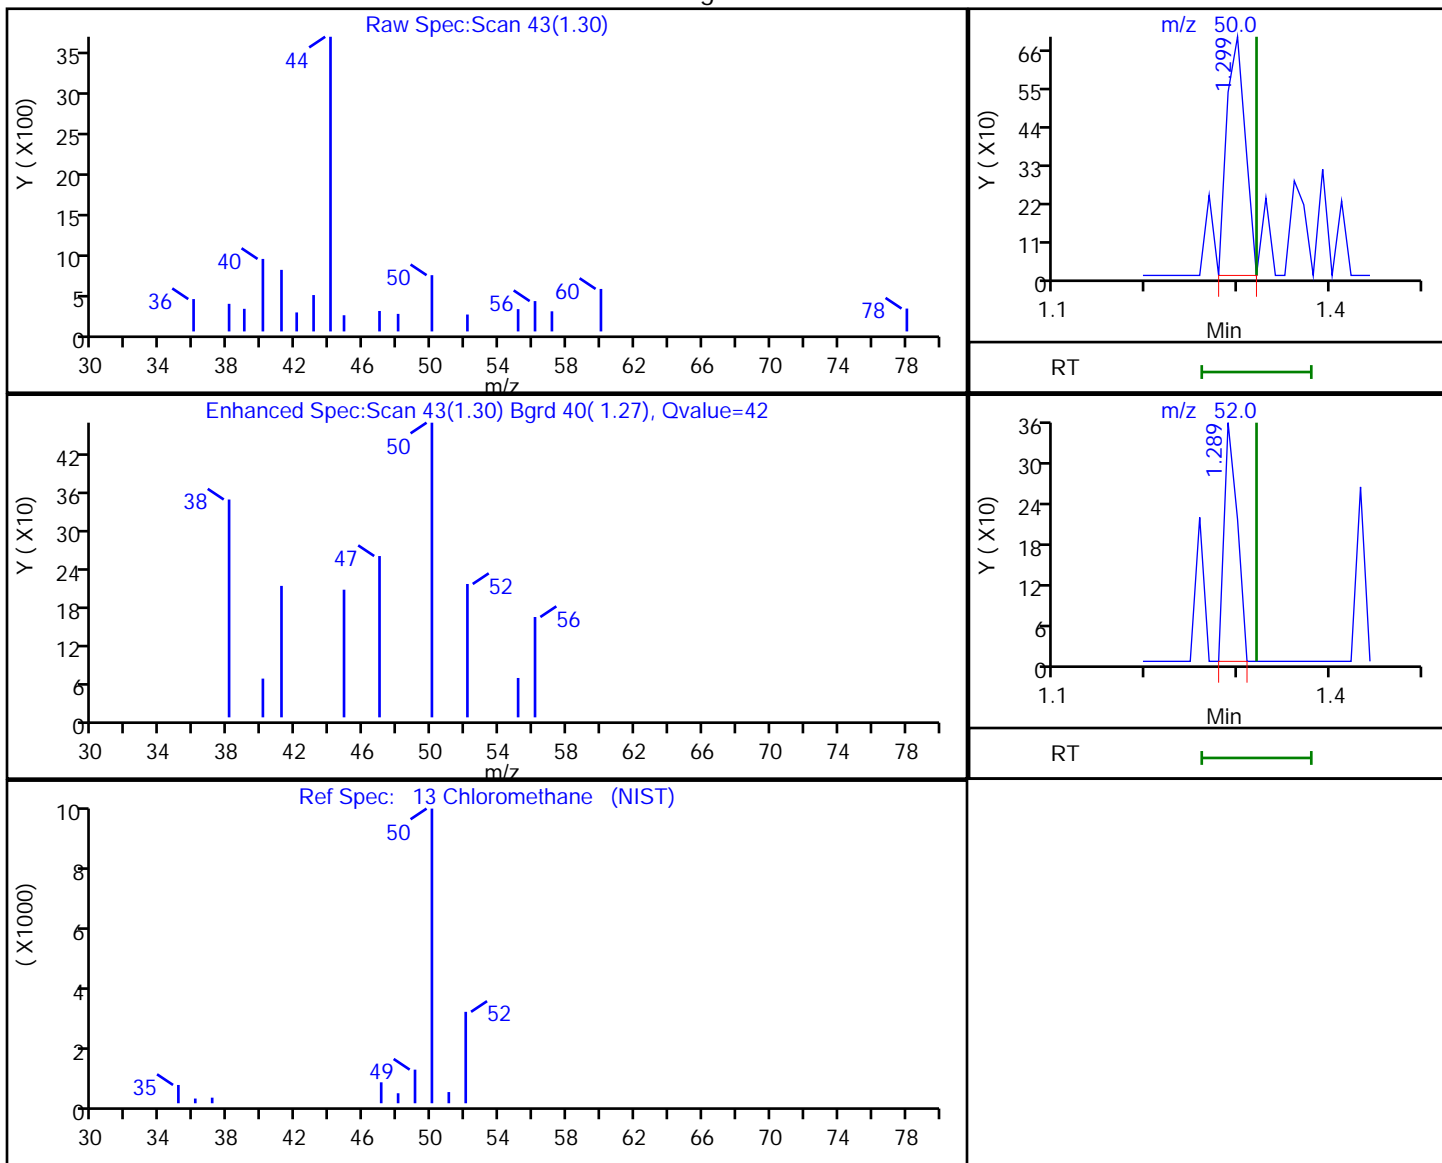 Raw Spec:Scan 43(1.30)
Y ( X100)
35
30
25
20
15
10
5
0
44
40
36
50
56
60
78
30 34 38 42 46 50 54 58 62 66 70 74 78
m/z
m/z 50.0
Y ( X10)
66
55
44
33
22
11
0
1.299
1.1 1.4
Min
RT
Enhanced Spec:Scan 43(1.30) Bgrd 40( 1.27), Qvalue=42
Y ( X10)
42
36
30
24
18
12
6
0
50
38
47
52
56
30 34 38 42 46 50 54 58 62 66 70 74 78
m/z
m/z 52.0
Y ( X10)
36
30
24
18
12
6
0
1.289
1.1 1.4
Min
RT
Ref Spec: 13 Chloromethane (NIST)
( X1000)
10
8
6
4
2
0
50
52
49
35
30 34 38 42 46 50 54 58 62 66 70 74 78